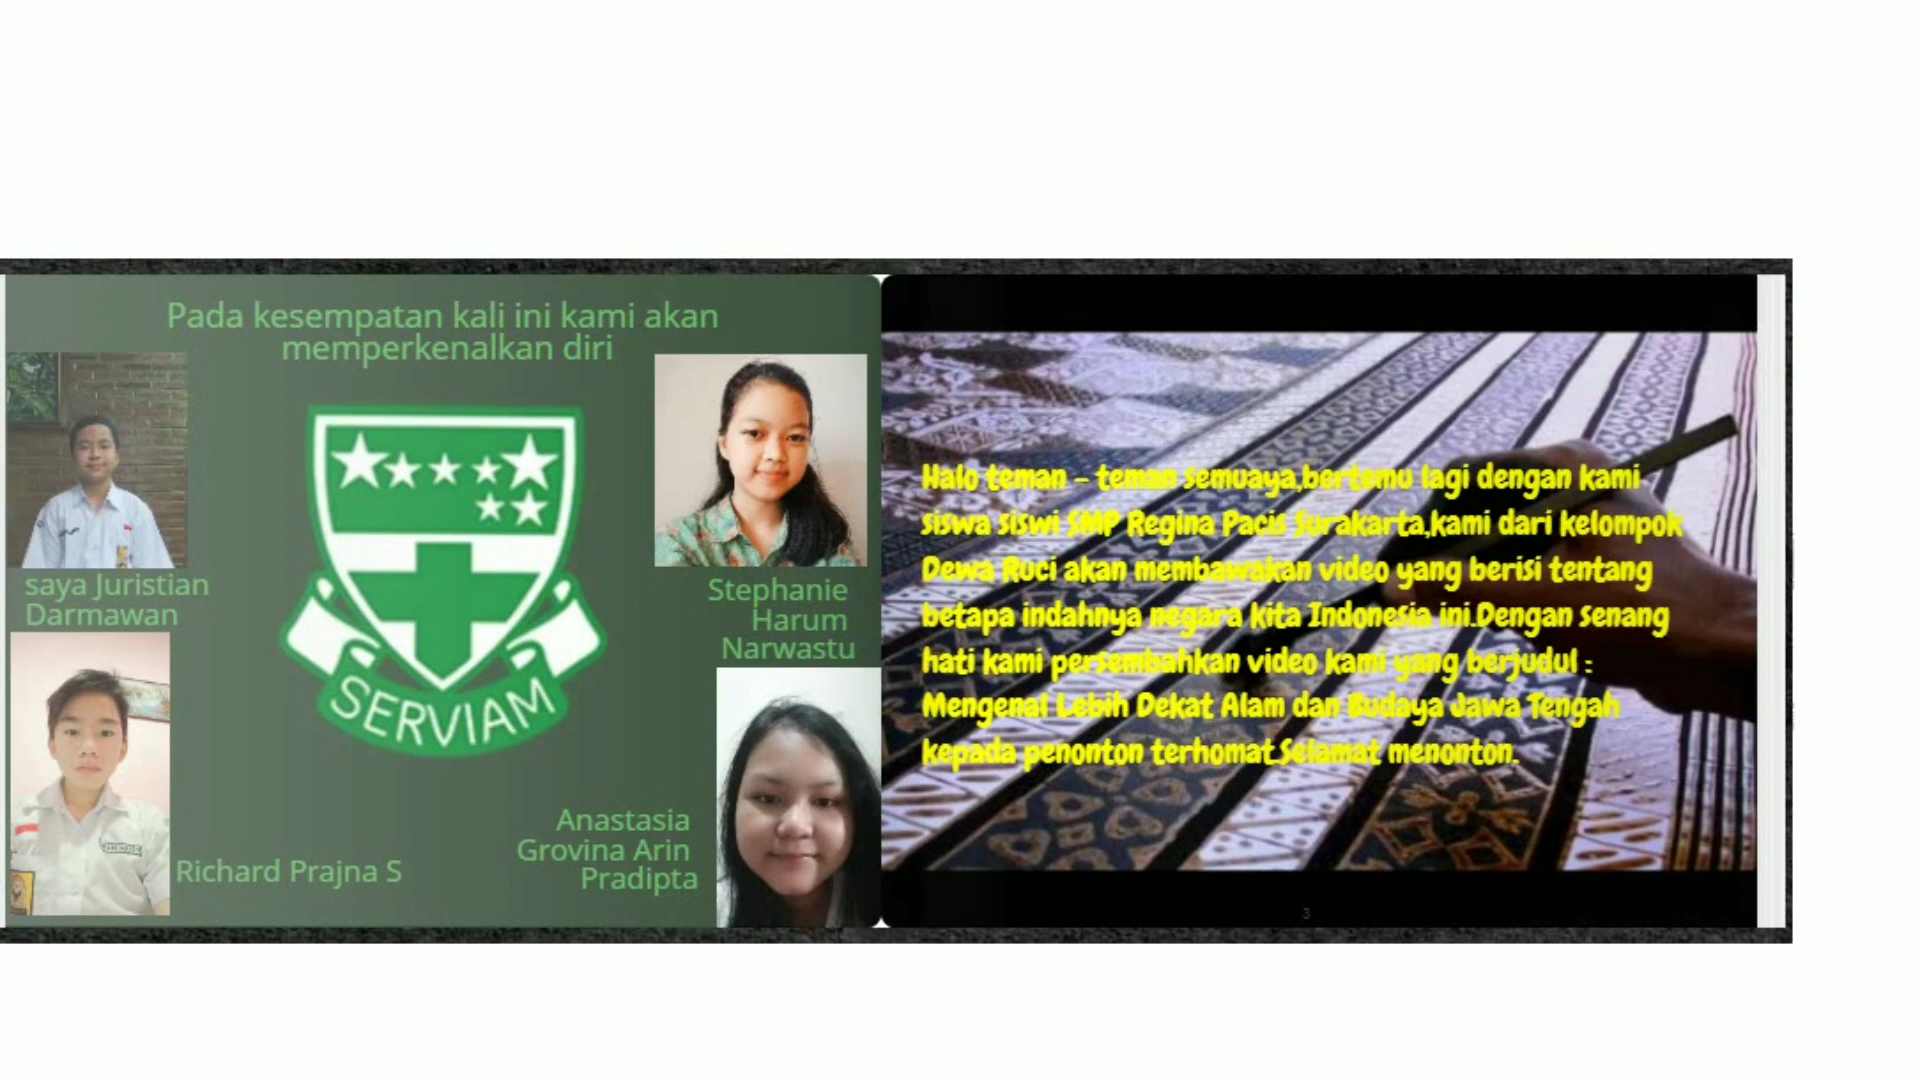 Pada kesempatan kali ini kami akan
memperkenalkan diri
saya Juristian
Darmawan
Stephanie
Harum
Narwastu
SERVIAM
Richard Prajna S
Anastasia
Grovina Arin
Pradipta
Halo teman - teman semuaya,bertemu lagi dengan kami
siswa siswi SMP Regina Pacis Surakarta,kami dari kelompok
Dewa Ruci akan membawakan video yang berisi tentang
betapa indahnya negara kita Indonesia ini.Dengan senang
hati kami persembahkan video kami yang berjudul :
Mengenal Lebih Dekat Alam dan Budaya Jawa Tengah
kepada penonton terhomat.Selamat menonton.
3